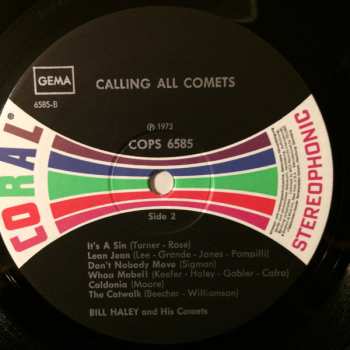 GEMA
6585-B
CALLING ALL COMETS
℗ 1973
COPS 6585
CORAL®
STEREOPHONIC
Side 2
It's A Sin (Turner - Rose)
Lean Jean (Lee - Grande - Jones - Pompilli)
Don't Nobody Move (Sigman)
Whoa Mabel! (Keefer - Haley - Gabler - Cafra)
Caldonia (Moore)
The Catwalk (Beecher - Williamson)
BILL HALEY and His Comets